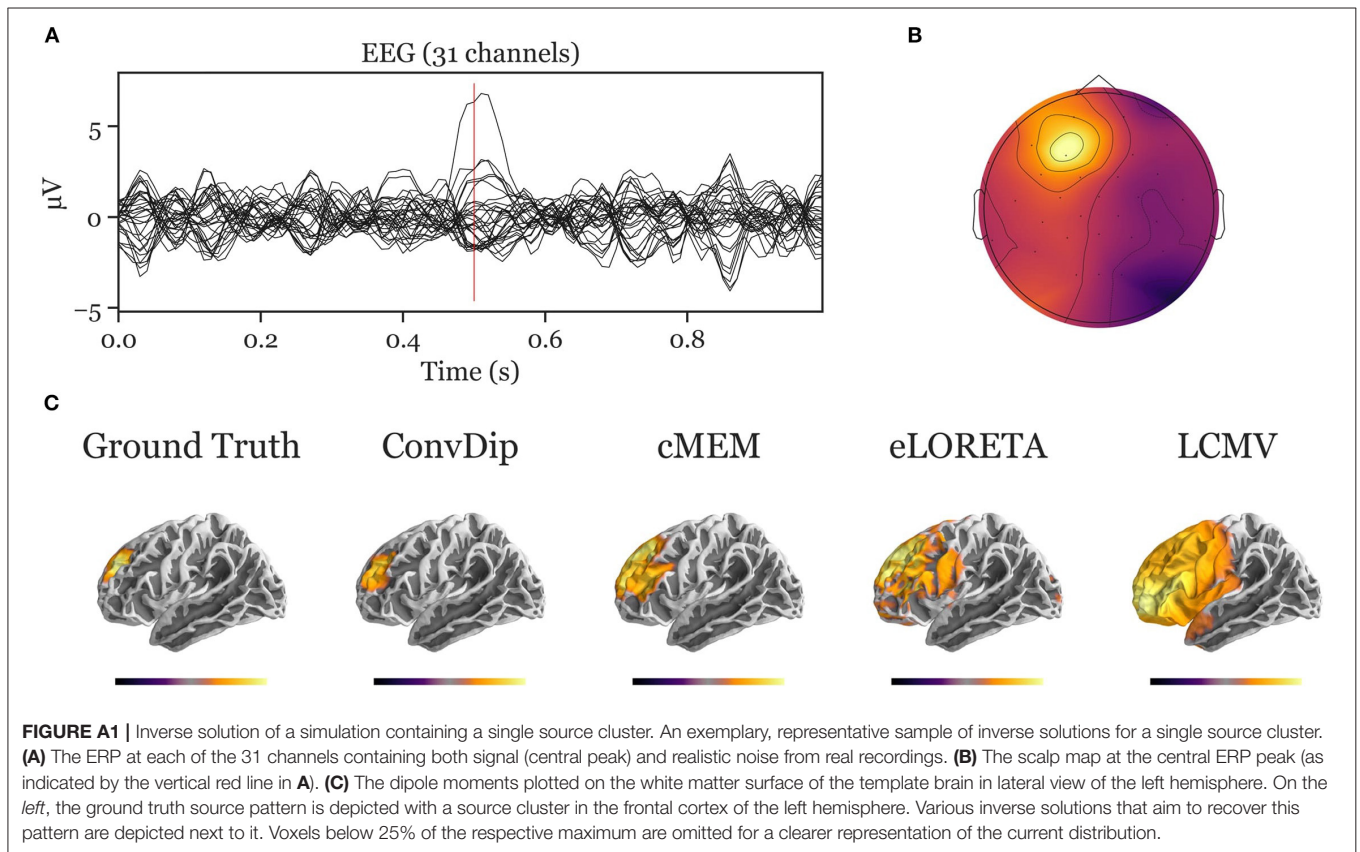 A
B
EEG (31 channels)
5
0
−5
µV
0.0
0.2
0.4
0.6
0.8
Time (s)
C
Ground Truth
ConvDip
cMEM
eLORETA
LCMV
FIGURE A1 | Inverse solution of a simulation containing a single source cluster. An exemplary, representative sample of inverse solutions for a single source cluster.
(A) The ERP at each of the 31 channels containing both signal (central peak) and realistic noise from real recordings. (B) The scalp map at the central ERP peak (as
indicated by the vertical red line in A). (C) The dipole moments plotted on the white matter surface of the template brain in lateral view of the left hemisphere. On the
left, the ground truth source pattern is depicted with a source cluster in the frontal cortex of the left hemisphere. Various inverse solutions that aim to recover this
pattern are depicted next to it. Voxels below 25% of the respective maximum are omitted for a clearer representation of the current distribution.